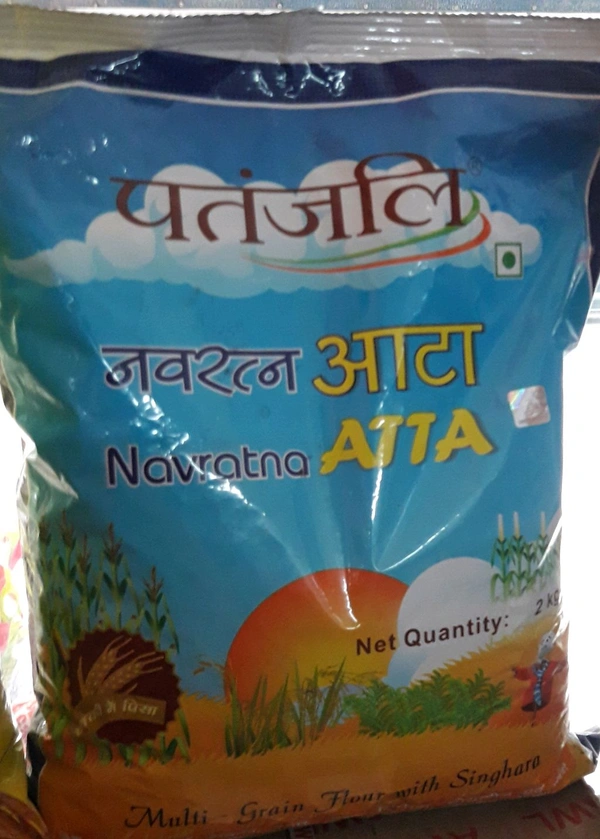 पतंजलि®
नवरत्न आटा
Navratna ATTA
Net Quantity: 2 kg
में पिसा
Multi - Grain Flour with Singhara